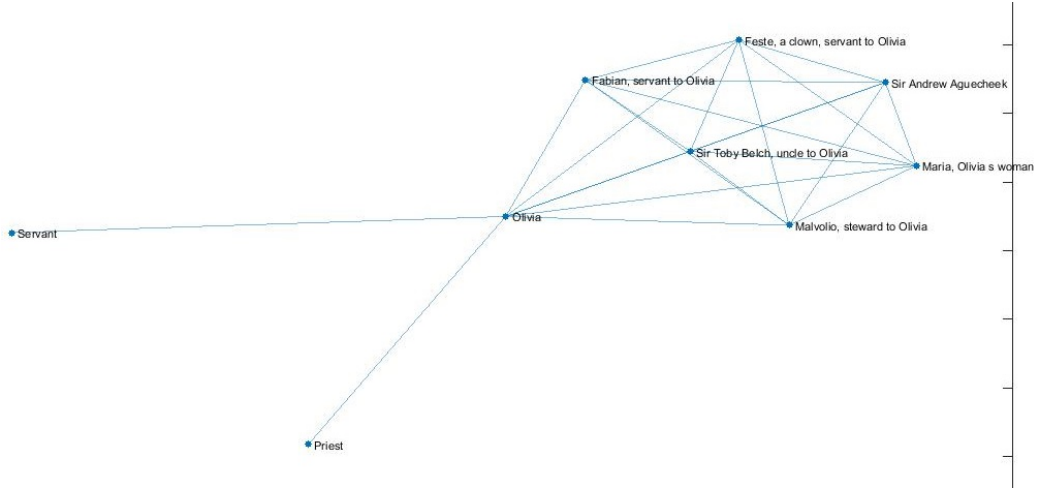 Feste, a clown, servant to Olivia
Fabian, servant to Olivia
Sir Andrew Aguecheek
Sir Toby Belch, uncle to Olivia
Maria, Olivia s woman
Olivia
Malvolio, steward to Olivia
Servant
Priest